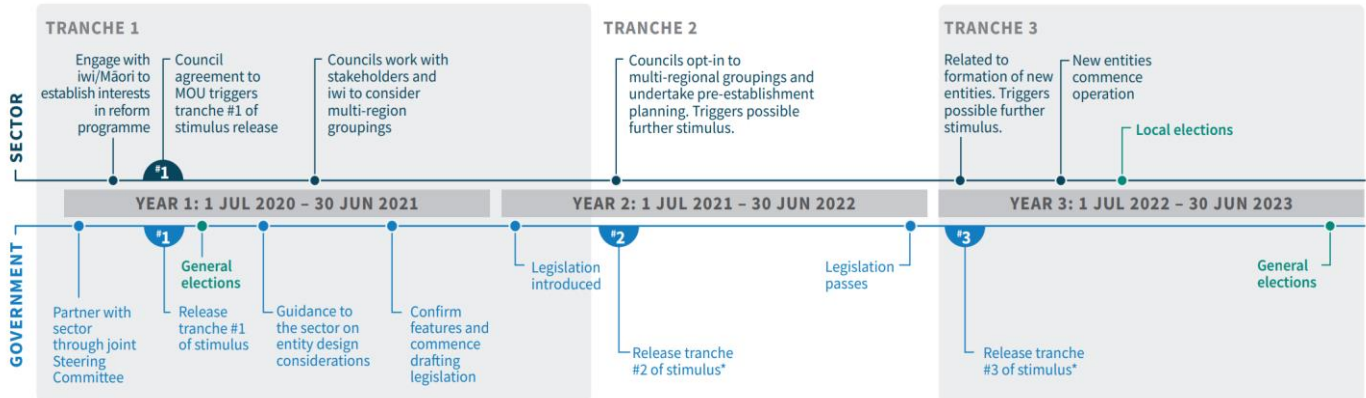 TRANCHE 1
TRANCHE 2
TRANCHE 3
SECTOR
Engage with
iwi/Māori to
establish interests
in reform
programme
Council
agreement to
MOU triggers
tranche #1 of
stimulus release
Councils work with
stakeholders and
iwi to consider
multi-region
groupings
Councils opt-in to
multi-regional groupings and
undertake pre-establishment
planning. Triggers possible
further stimulus.
Related to
formation of new
entities. Triggers
possible further
stimulus.
New entities
commence
operation
Local elections
#1
YEAR 1: 1 JUL 2020 – 30 JUN 2021
YEAR 2: 1 JUL 2021 – 30 JUN 2022
YEAR 3: 1 JUL 2022 – 30 JUN 2023
GOVERNMENT
#1
#2
#3
Partner with
sector
through joint
Steering
Committee
Release
tranche #1
of stimulus
General
elections
Guidance to
the sector on
entity design
considerations
Confirm
features and
commence
drafting
legislation
Legislation
introduced
Release tranche
#2 of stimulus*
Legislation
passes
Release tranche
#3 of stimulus*
General
elections